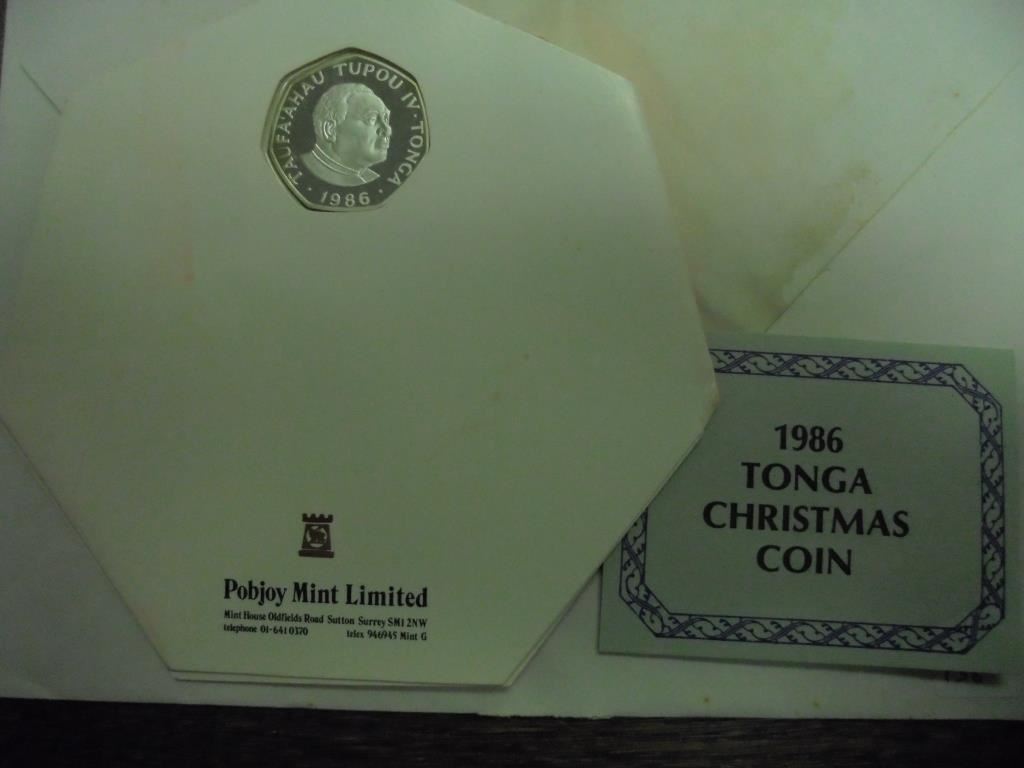 TAUFA'AHAU TUPOU IV · TONGA
· 1986 ·
Pobjoy Mint Limited
Mint House Oldfields Road Sutton Surrey SM1 2NW
telephone 01-641 0370 telex 946945 Mint G
1986
TONGA
CHRISTMAS
COIN